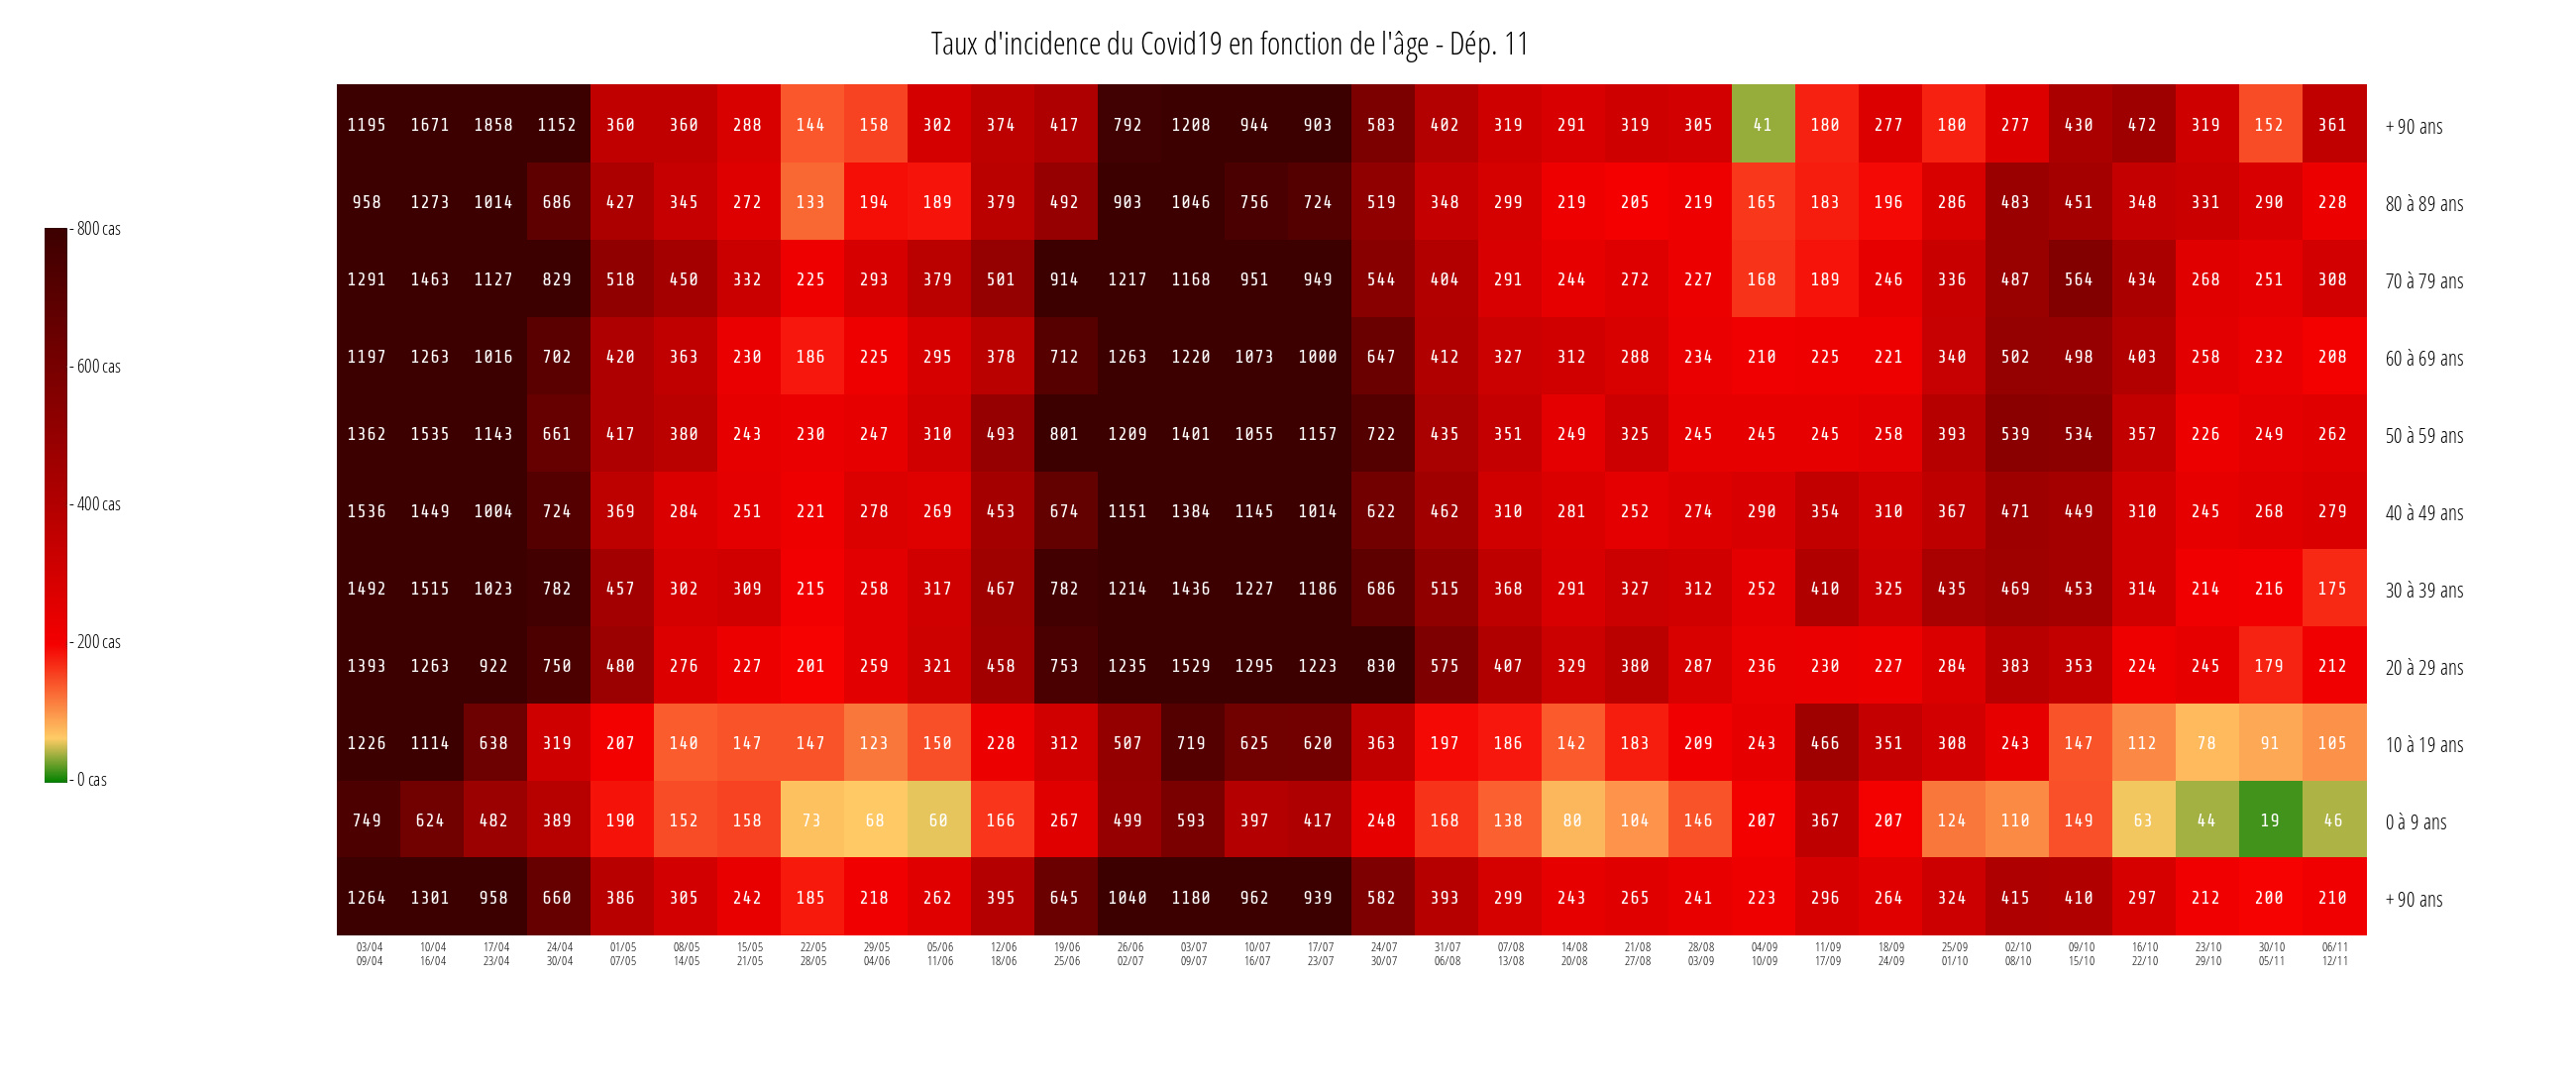 Taux d'incidence du Covid19 en fonction de l'âge - Dép. 11
- 800 cas
- 600 cas
- 400 cas
- 200 cas
- 0 cas
1195 1671 1858 1152 360 360 288 144 158 302 374 417 792 1208 944 903 583 402 319 291 319 305 41 180 277 180 277 430 472 319 152 361 + 90 ans
958 1273 1014 686 427 345 272 133 194 189 379 492 903 1046 756 724 519 348 299 219 205 219 165 183 196 286 483 451 348 331 290 228 80 à 89 ans
1291 1463 1127 829 518 450 332 225 293 379 501 914 1217 1168 951 949 544 404 291 244 272 227 168 189 246 336 487 564 434 268 251 308 70 à 79 ans
1197 1263 1016 702 420 363 230 186 225 295 378 712 1263 1220 1073 1000 647 412 327 312 288 234 210 225 221 340 502 498 403 258 232 208 60 à 69 ans
1362 1535 1143 661 417 380 243 230 247 310 493 801 1209 1401 1055 1157 722 435 351 249 325 245 245 245 258 393 539 534 357 226 249 262 50 à 59 ans
1536 1449 1004 724 369 284 251 221 278 269 453 674 1151 1384 1145 1014 622 462 310 281 252 274 290 354 310 367 471 449 310 245 268 279 40 à 49 ans
1492 1515 1023 782 457 302 309 215 258 317 467 782 1214 1436 1227 1186 686 515 368 291 327 312 252 410 325 435 469 453 314 214 216 175 30 à 39 ans
1393 1263 922 750 480 276 227 201 259 321 458 753 1235 1529 1295 1223 830 575 407 329 380 287 236 230 227 284 383 353 224 245 179 212 20 à 29 ans
1226 1114 638 319 207 140 147 147 123 150 228 312 507 719 625 620 363 197 186 142 183 209 243 466 351 308 243 147 112 78 91 105 10 à 19 ans
749 624 482 389 190 152 158 73 68 60 166 267 499 593 397 417 248 168 138 80 104 146 207 367 207 124 110 149 63 44 19 46 0 à 9 ans
1264 1301 958 660 386 305 242 185 218 262 395 645 1040 1180 962 939 582 393 299 243 265 241 223 296 264 324 415 410 297 212 200 210 + 90 ans
03/04 10/04 17/04 24/04 01/05 08/05 15/05 22/05 29/05 05/06 12/06 19/06 26/06 03/07 10/07 17/07 24/07 31/07 07/08 14/08 21/08 28/08 04/09 11/09 18/09 25/09 02/10 09/10 16/10 23/10 30/10 06/11
09/04 16/04 23/04 30/04 07/05 14/05 21/05 28/05 04/06 11/06 18/06 25/06 02/07 09/07 16/07 23/07 30/07 06/08 13/08 20/08 27/08 03/09 10/09 17/09 24/09 01/10 08/10 15/10 22/10 29/10 05/11 12/11